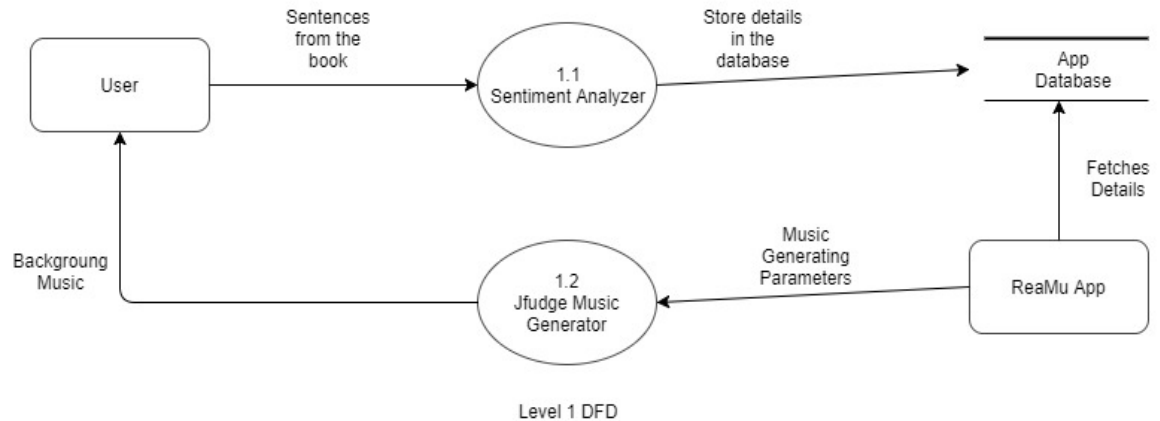 Sentences
from the
book
Store details
in the
database
User
1.1
Sentiment Analyzer
App
Database
Fetches
Details
Backgroung
Music
1.2
Jfudge Music
Generator
Music
Generating
Parameters
ReaMu App
Level 1 DFD